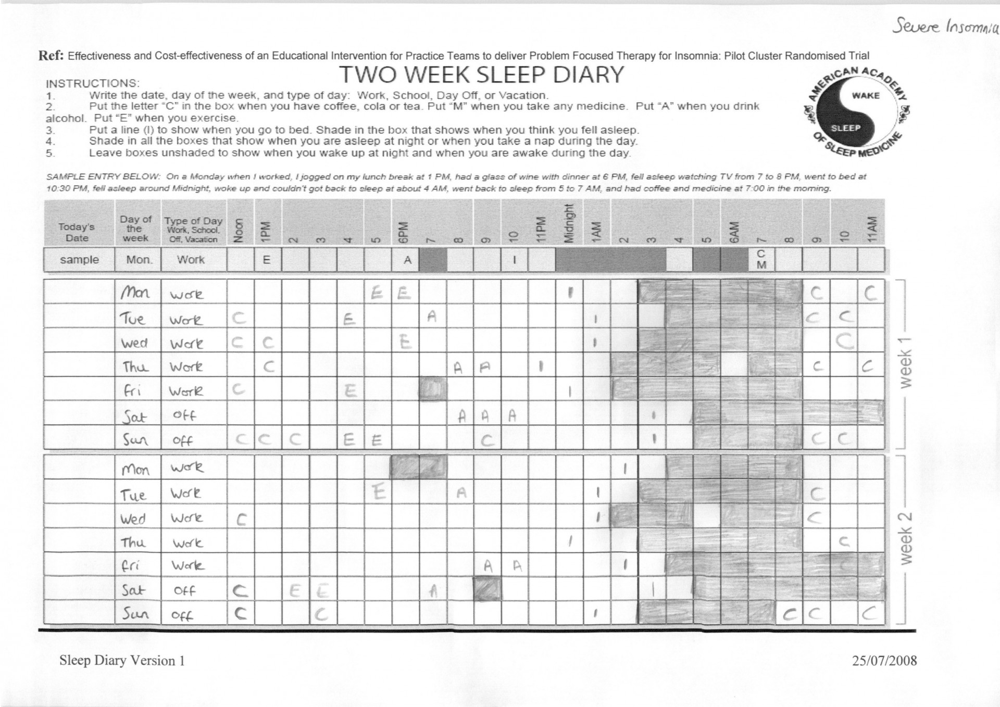 Severe Insomnia
Ref: Effectiveness and Cost-effectiveness of an Educational Intervention for Practice Teams to deliver Problem Focused Therapy for Insomnia: Pilot Cluster Randomised Trial
TWO WEEK SLEEP DIARY
AMERICAN ACADEMY OF SLEEP MEDICINE
WAKE
SLEEP
INSTRUCTIONS:
1. Write the date, day of the week, and type of day: Work, School, Day Off, or Vacation.
2. Put the letter "C" in the box when you have coffee, cola or tea. Put "M" when you take any medicine. Put "A" when you drink
alcohol. Put "E" when you exercise.
3. Put a line (I) to show when you go to bed. Shade in the box that shows when you think you fell asleep.
4. Shade in all the boxes that show when you are asleep at night or when you take a nap during the day.
5. Leave boxes unshaded to show when you wake up at night and when you are awake during the day.
SAMPLE ENTRY BELOW: On a Monday when I worked, I jogged on my lunch break at 1 PM, had a glass of wine with dinner at 6 PM, fell asleep watching TV from 7 to 8 PM, went to bed at
10:30 PM, fell asleep around Midnight, woke up and couldn't got back to sleep at about 4 AM, went back to sleep from 5 to 7 AM, and had coffee and medicine at 7:00 in the morning.
Today's Date Day of the week Type of Day Work, School, Off, Vacation Noon 1PM 2 3 4 5 6PM 7 8 9 10 11PM Midnight 1AM 2 3 4 5 6AM 7 8 9 10 11AM
sample Mon. Work E A I C M
Mon Work E E I C C
Tue Work C E A I C C
Wed Work C C E I C
Thu Work C A A I C C
Fri Work C E I
Sat Off A A A I
Sun Off C C C E E C I C C
week 1
Mon Work I
Tue Work E A I C
Wed Work C I C
Thu Work I C
Fri Work A A I C
Sat Off C E E A I
Sun Off C C I C C C
week 2
Sleep Diary Version 1
25/07/2008